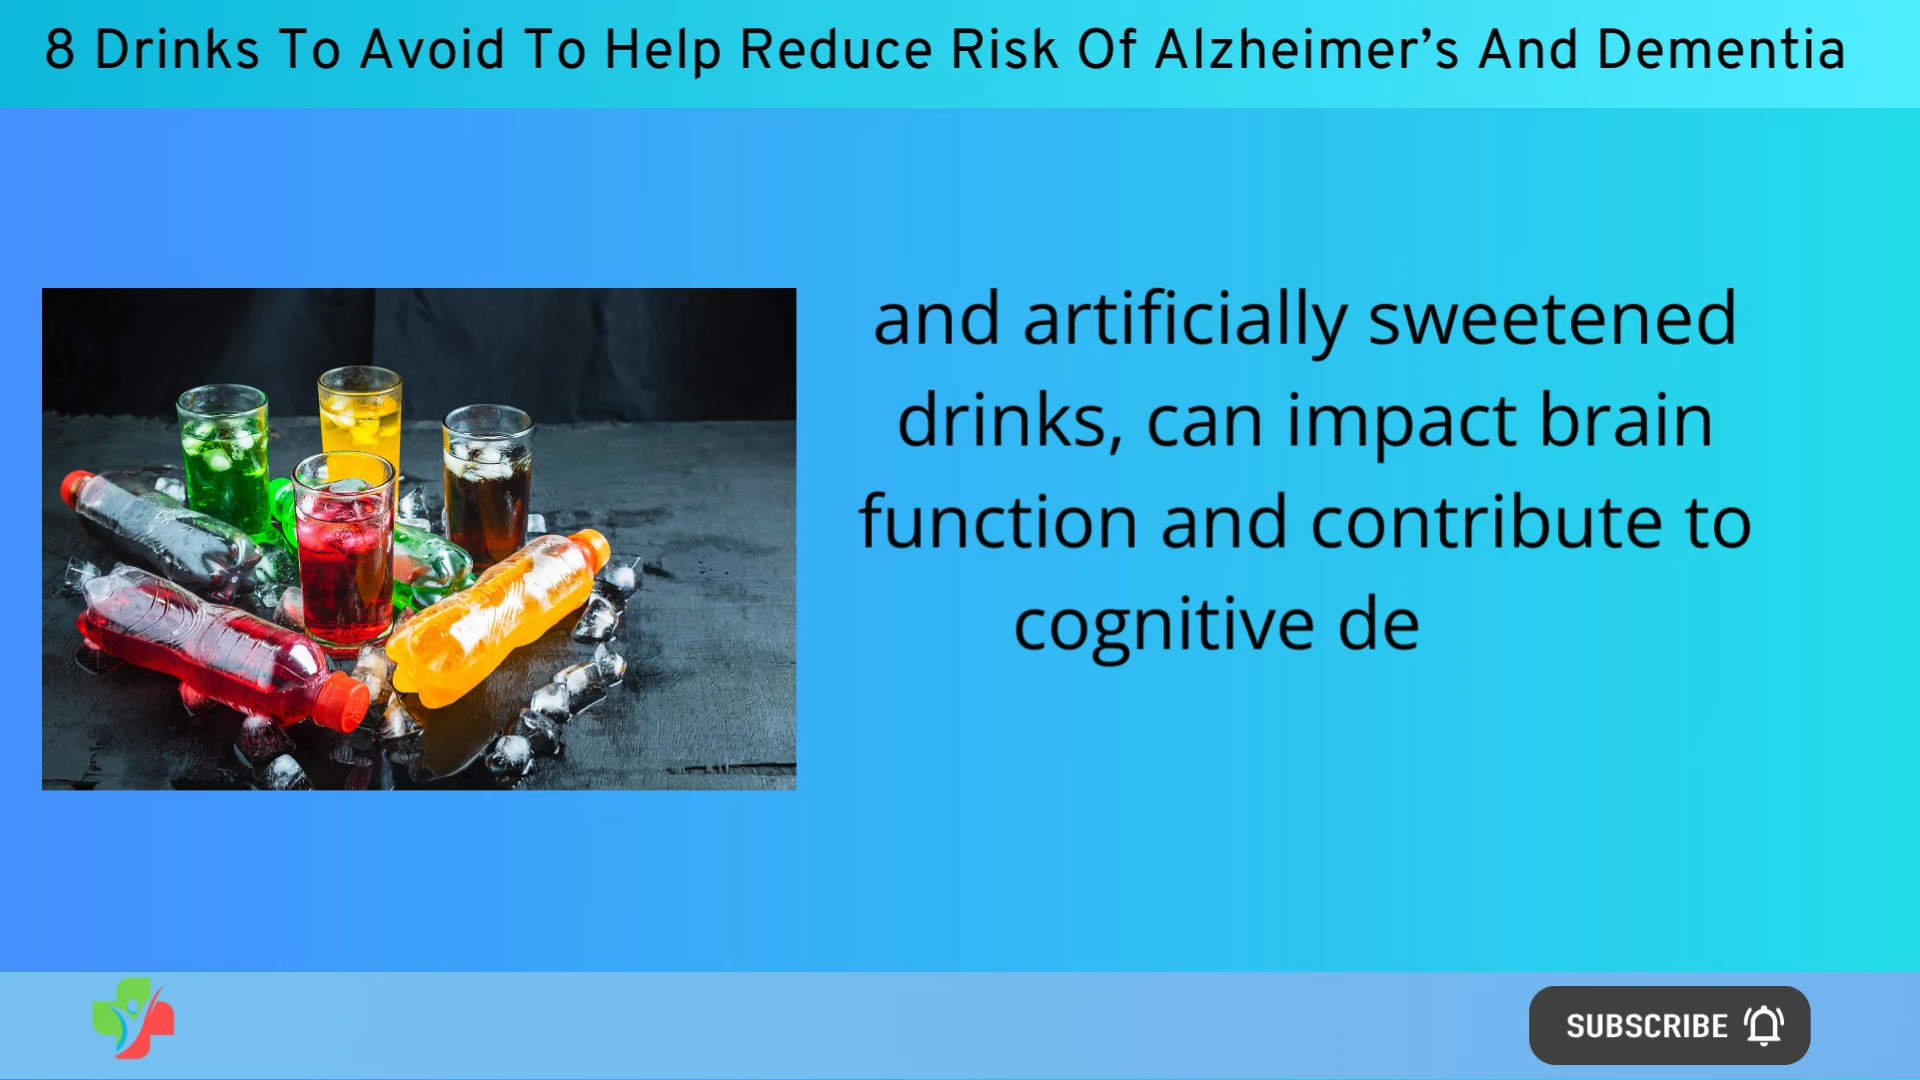 8 Drinks To Avoid To Help Reduce Risk Of Alzheimer’s And Dementia
and artificially sweetened
drinks, can impact brain
function and contribute to
cognitive de
SUBSCRIBE